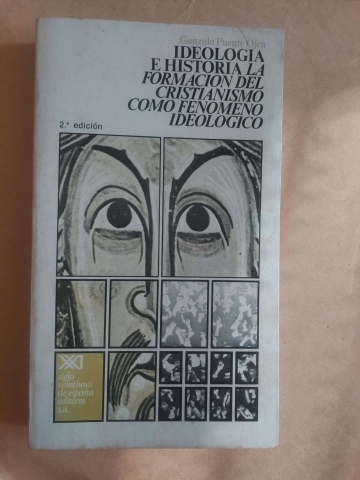 Gonzalo Puente Ojea
IDEOLOGIA
E HISTORIA LA
FORMACION DEL
CRISTIANISMO
COMO FENOMENO
IDEOLOGICO
2.ª edición
XXI
siglo
veintiuno
de españa
editores
s.a.